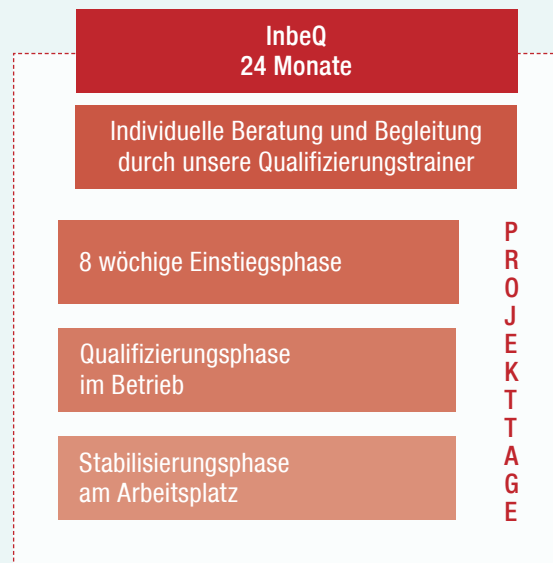 InbeQ
24 Monate
Individuelle Beratung und Begleitung
durch unsere Qualifizierungstrainer
8 wöchige Einstiegsphase
Qualifizierungsphase
im Betrieb
Stabilisierungsphase
am Arbeitsplatz
PROJEKTTAGE